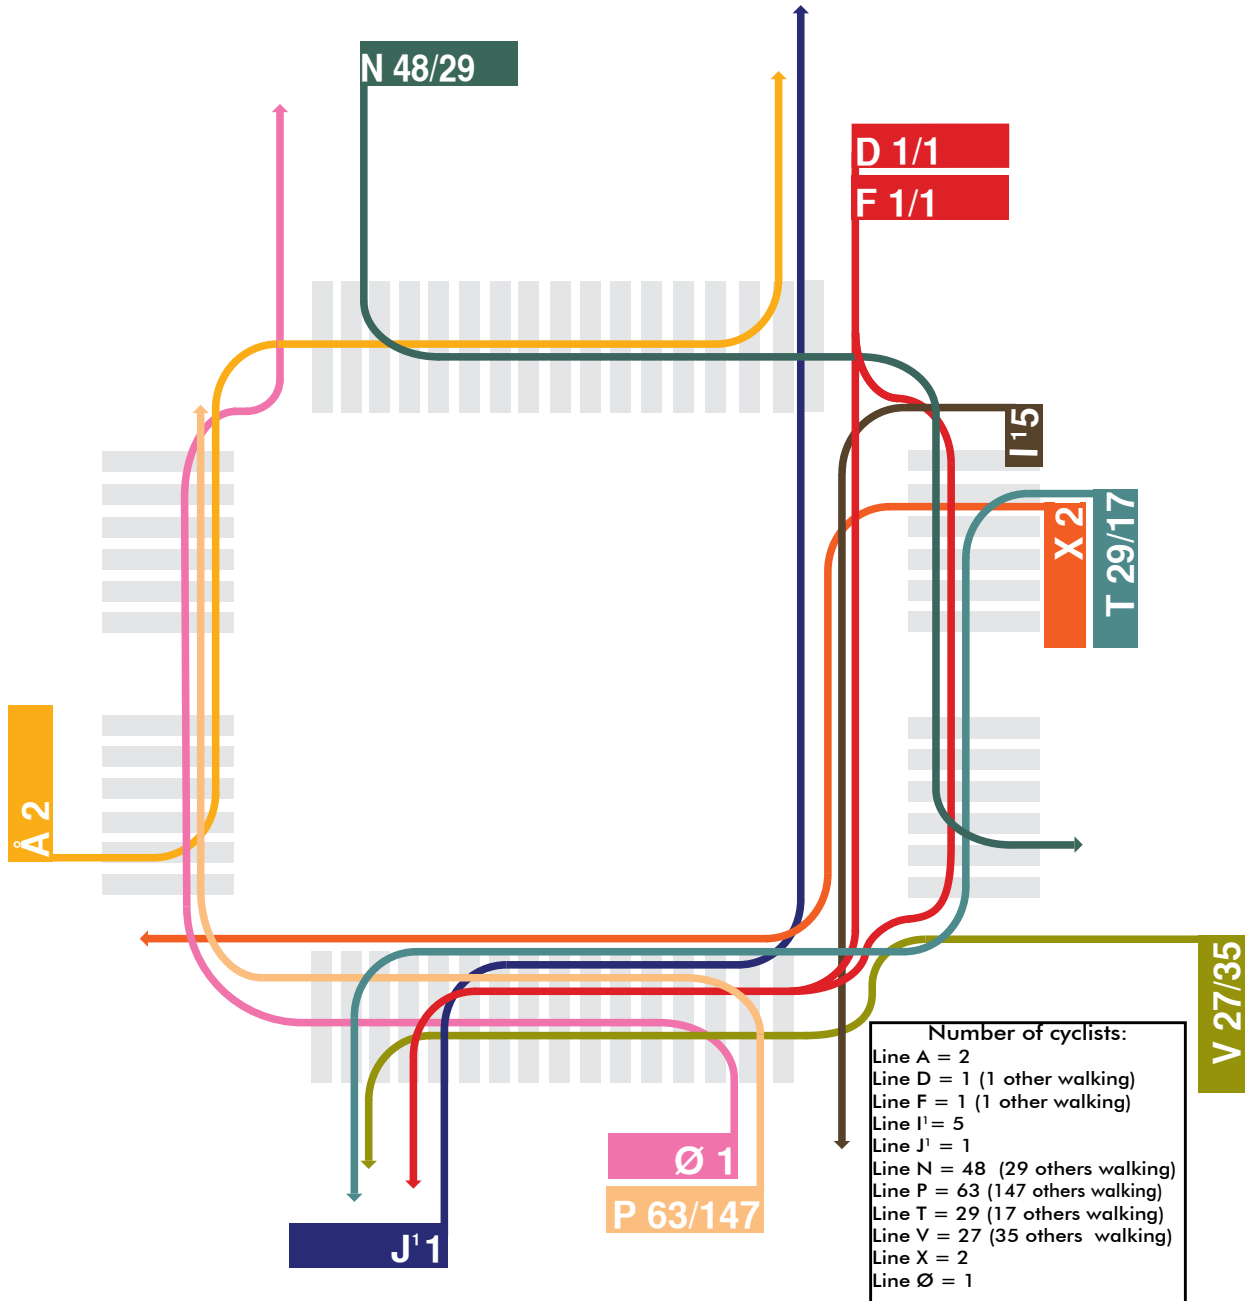 N 48/29
D 1/1
F 1/1
I¹5
X 2
T 29/17
Å 2
V 27/35
Ø 1
P 63/147
J¹1
Number of cyclists:
Line A = 2
Line D = 1 (1 other walking)
Line F = 1 (1 other walking)
Line I¹= 5
Line J¹ = 1
Line N = 48 (29 others walking)
Line P = 63 (147 others walking)
Line T = 29 (17 others walking)
Line V = 27 (35 others walking)
Line X = 2
Line Ø = 1